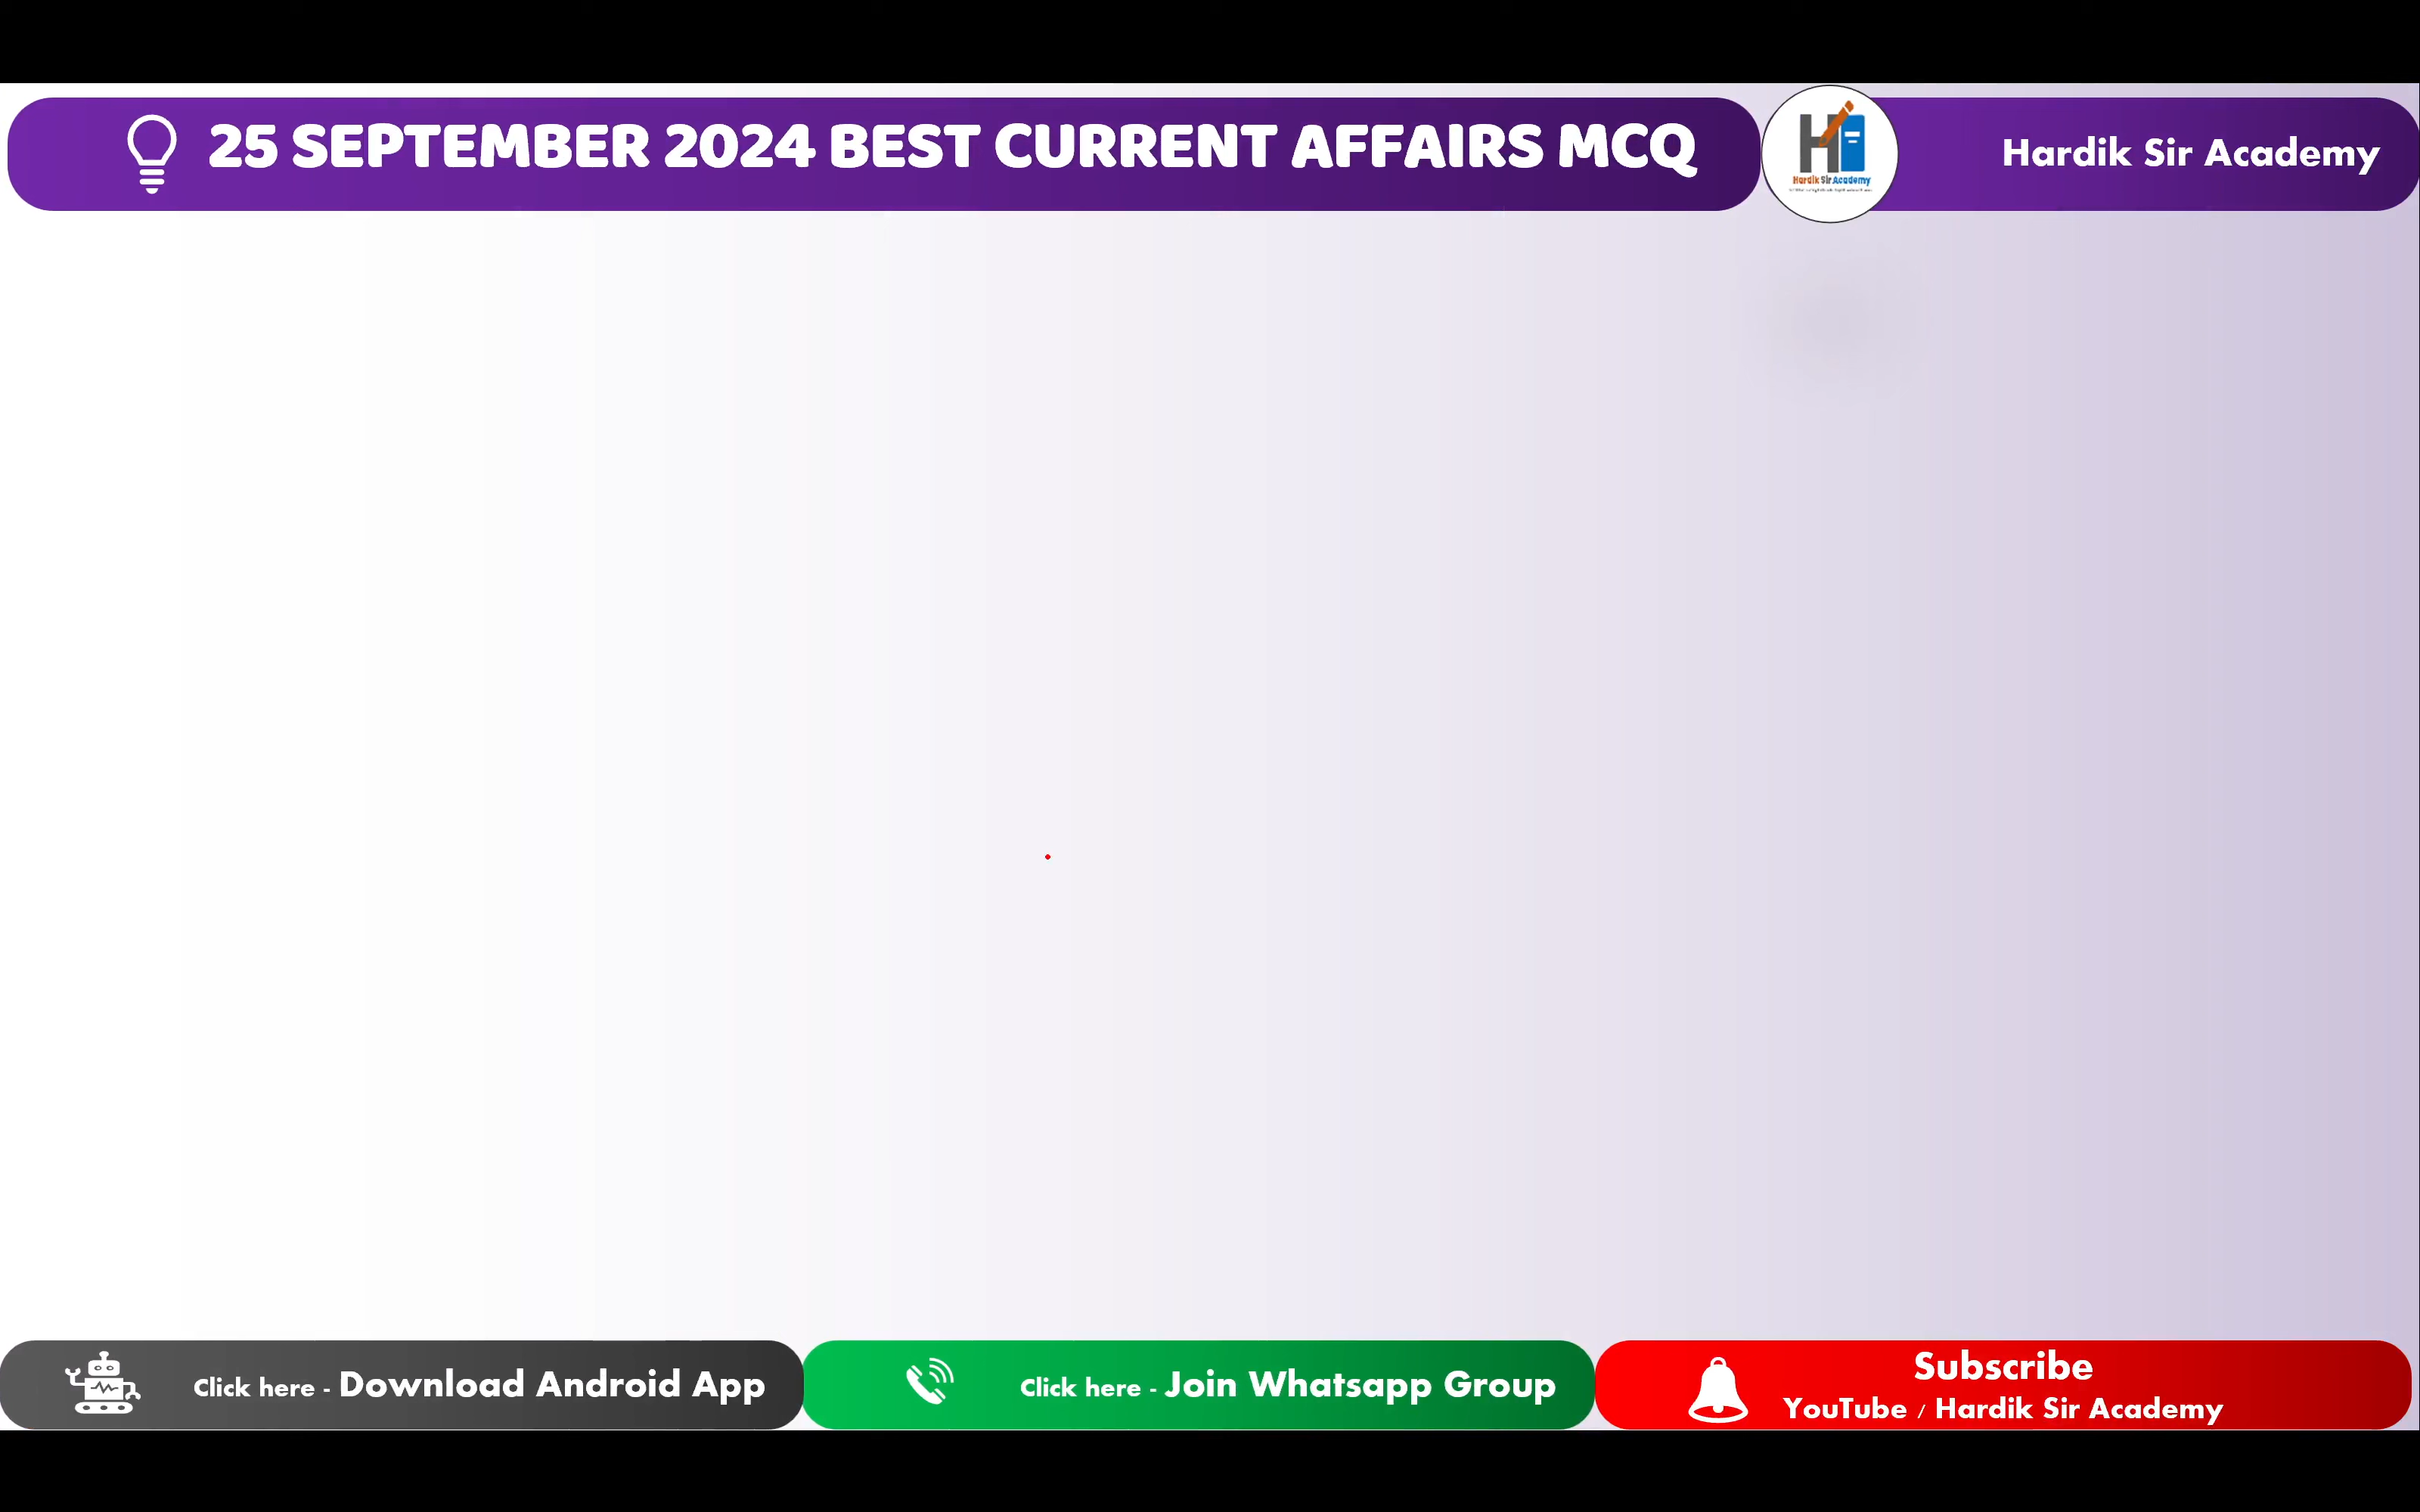 25 SEPTEMBER 2024 BEST CURRENT AFFAIRS MCQ
Hardik Sir Academy
Hardik Sir Academy
Click here - Download Android App
Click here - Join Whatsapp Group
Subscribe
YouTube / Hardik Sir Academy